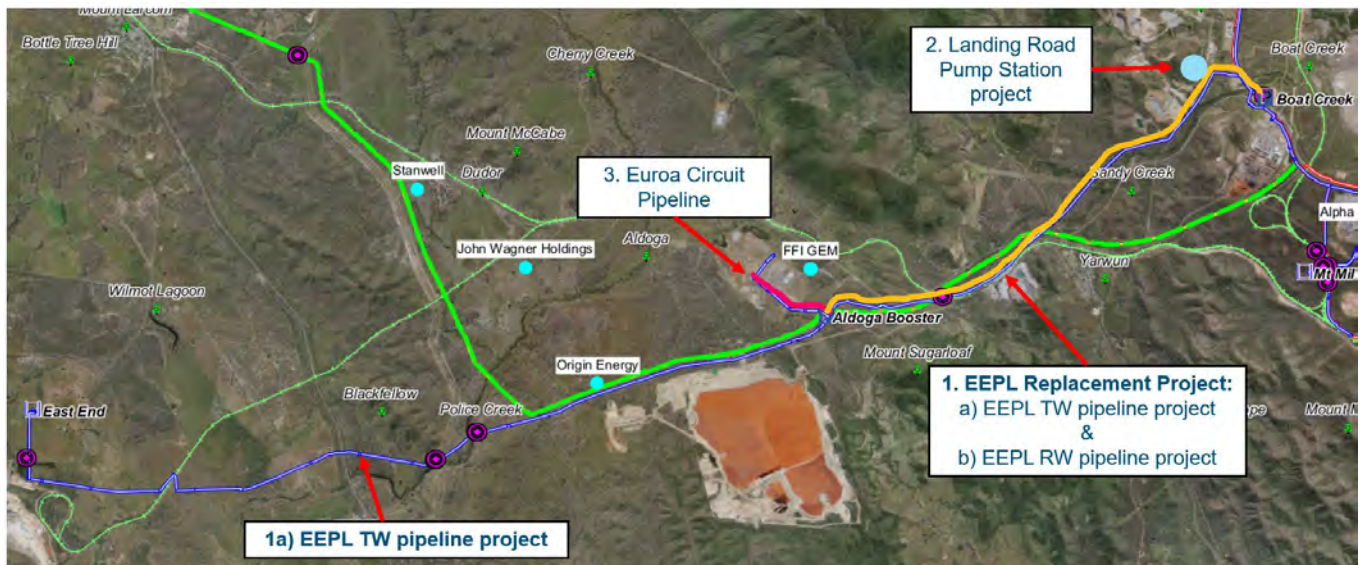 Mount Larcom
Bottle Tree Hill
Cherry Creek
2. Landing Road
Pump Station
project
Boat Creek
Boat Creek
Mount McCabe
Stanwell
Dudor
3. Euroa Circuit
Pipeline
Sandy Creek
Alpha
John Wagner Holdings
Aldoga
FFI GEM
Yarwun
Mt Mil
Wilmot Lagoon
Aldoga Booster
Origin Energy
Mount Sugarloaf
Blackfellow
East End
Police Creek
1. EEPL Replacement Project:
a) EEPL TW pipeline project
&
b) EEPL RW pipeline project
ope
Mount M
1a) EEPL TW pipeline project